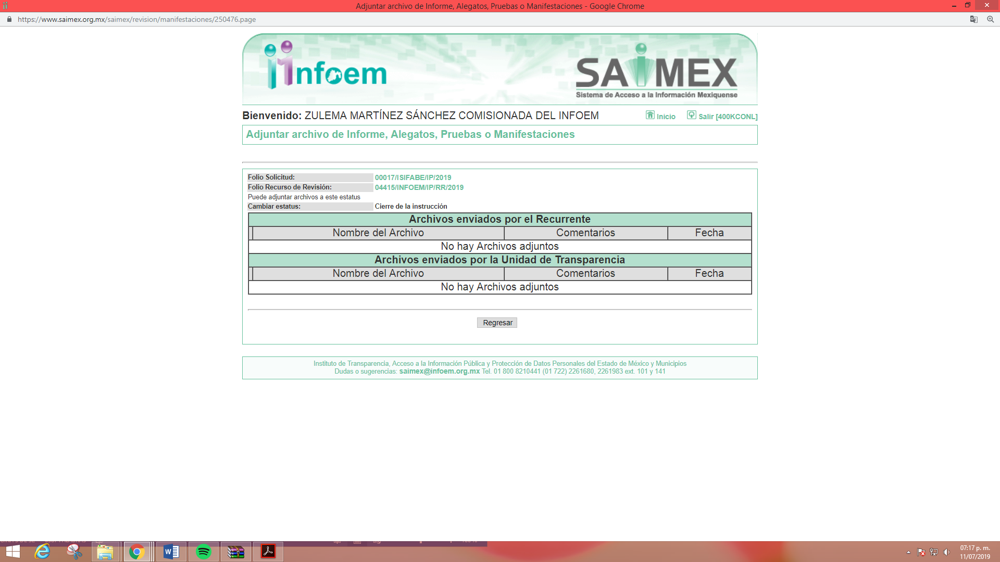 Adjuntar archivo de Informe, Alegatos, Pruebas o Manifestaciones - Google Chrome
https://www.saimex.org.mx/saimex/revision/manifestaciones/250476.page
infoem
SAIMEX
Sistema de Acceso a la Información Mexiquense
Bienvenido: ZULEMA MARTÍNEZ SÁNCHEZ COMISIONADA DEL INFOEM
Inicio
Salir [400KCONL]
Adjuntar archivo de Informe, Alegatos, Pruebas o Manifestaciones
Folio Solicitud: 00017/ISIFABE/IP/2019
Folio Recurso de Revisión: 04415/INFOEM/IP/RR/2019
Puede adjuntar archivos a este estatus
Cambiar estatus: Cierre de la instrucción
Archivos enviados por el Recurrente
Nombre del Archivo Comentarios Fecha
No hay Archivos adjuntos
Archivos enviados por la Unidad de Transparencia
Nombre del Archivo Comentarios Fecha
No hay Archivos adjuntos
Regresar
Instituto de Transparencia, Acceso a la Información Pública y Protección de Datos Personales del Estado de México y Municipios
Dudas o sugerencias: saimex@infoem.org.mx Tel. 01 800 8210441 (01 722) 2261680, 2261983 ext. 101 y 141
07:17 p. m.
11/07/2019